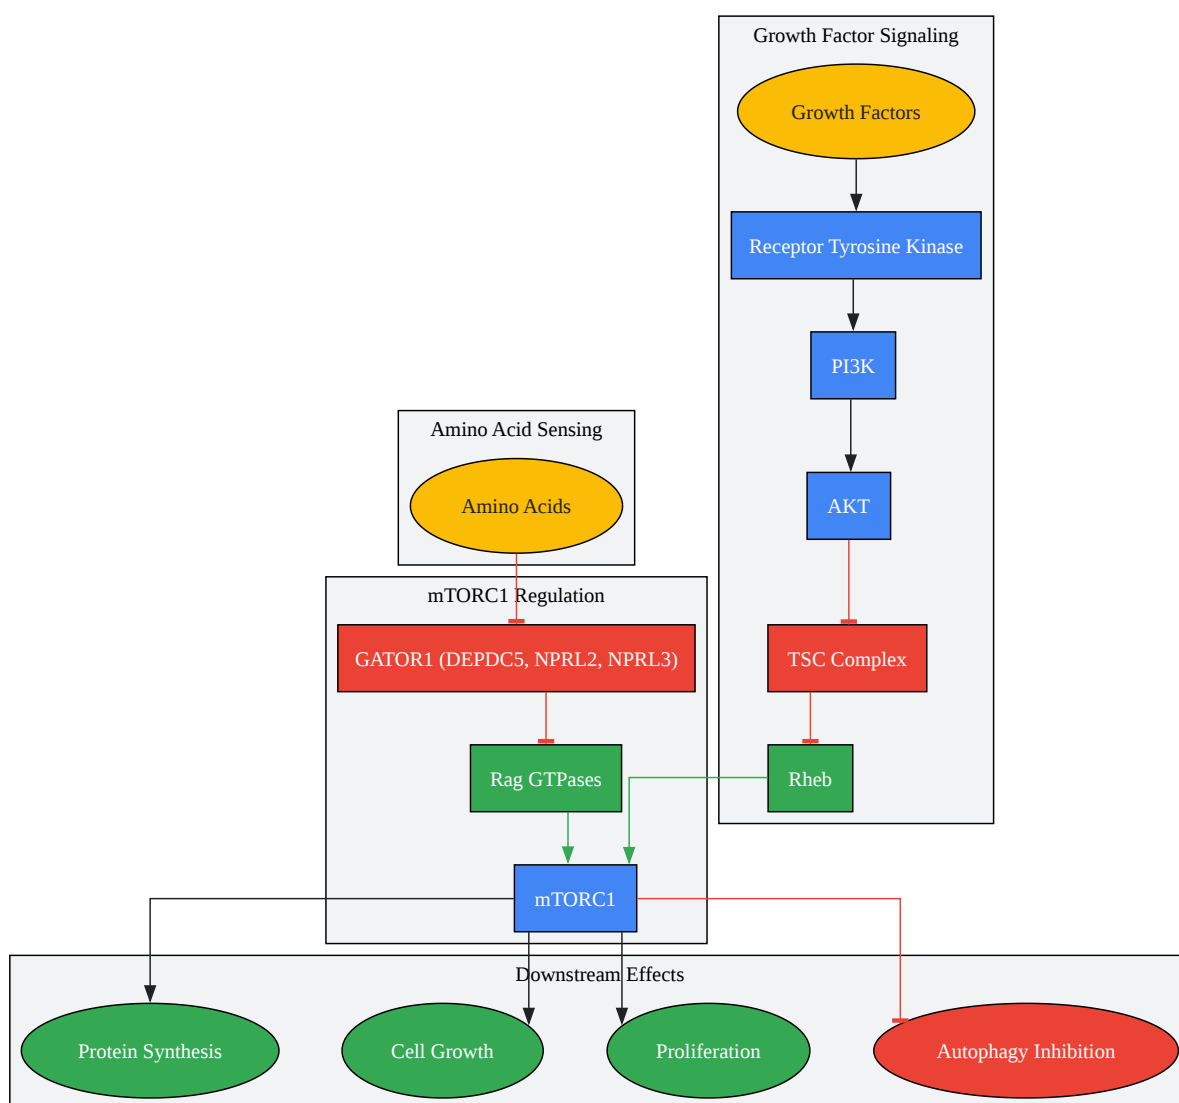 Growth Factor Signaling
Growth Factors
Receptor Tyrosine Kinase
PI3K
Amino Acid Sensing
Amino Acids
AKT
mTORC1 Regulation
GATOR1 (DEPDC5, NPRL2, NPRL3)
TSC Complex
Rag GTPases
Rheb
mTORC1
Downstream Effects
Protein Synthesis
Cell Growth
Proliferation
Autophagy Inhibition